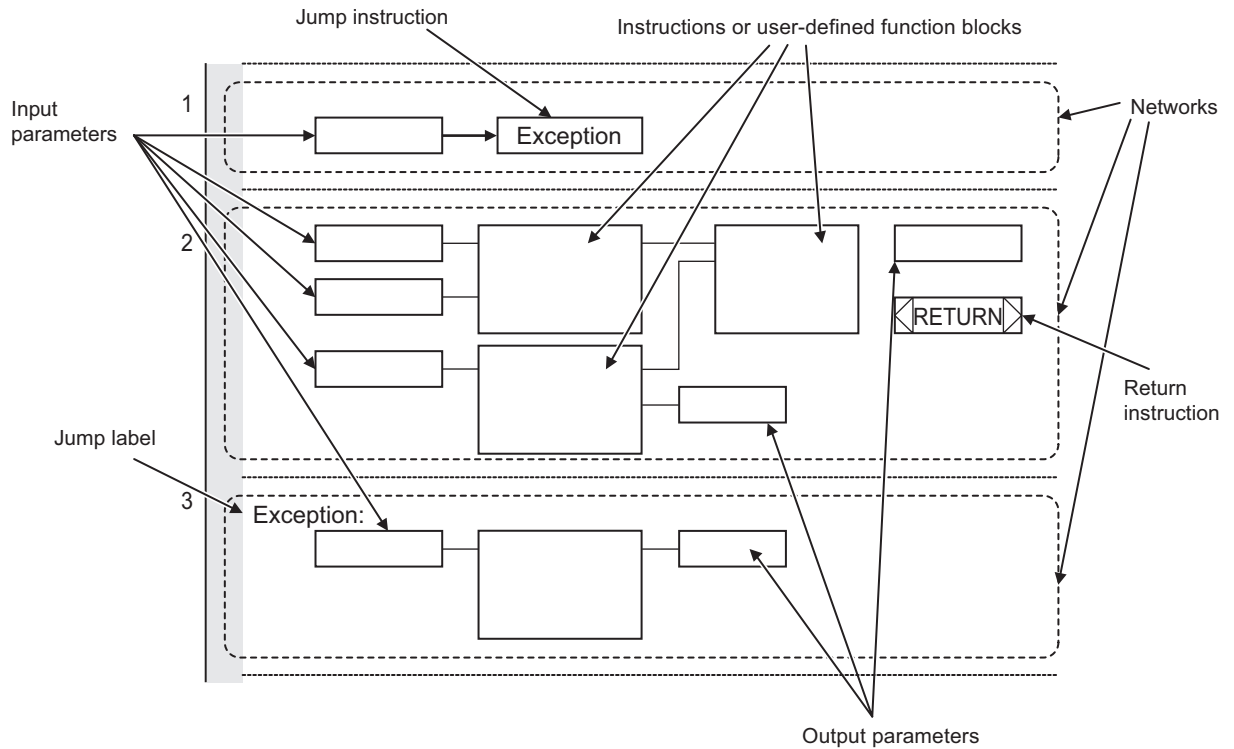 Jump instruction
Instructions or user-defined function blocks
Input
parameters
1
Exception
Networks
2
RETURN
Return
instruction
Jump label
3
Exception:
Output parameters